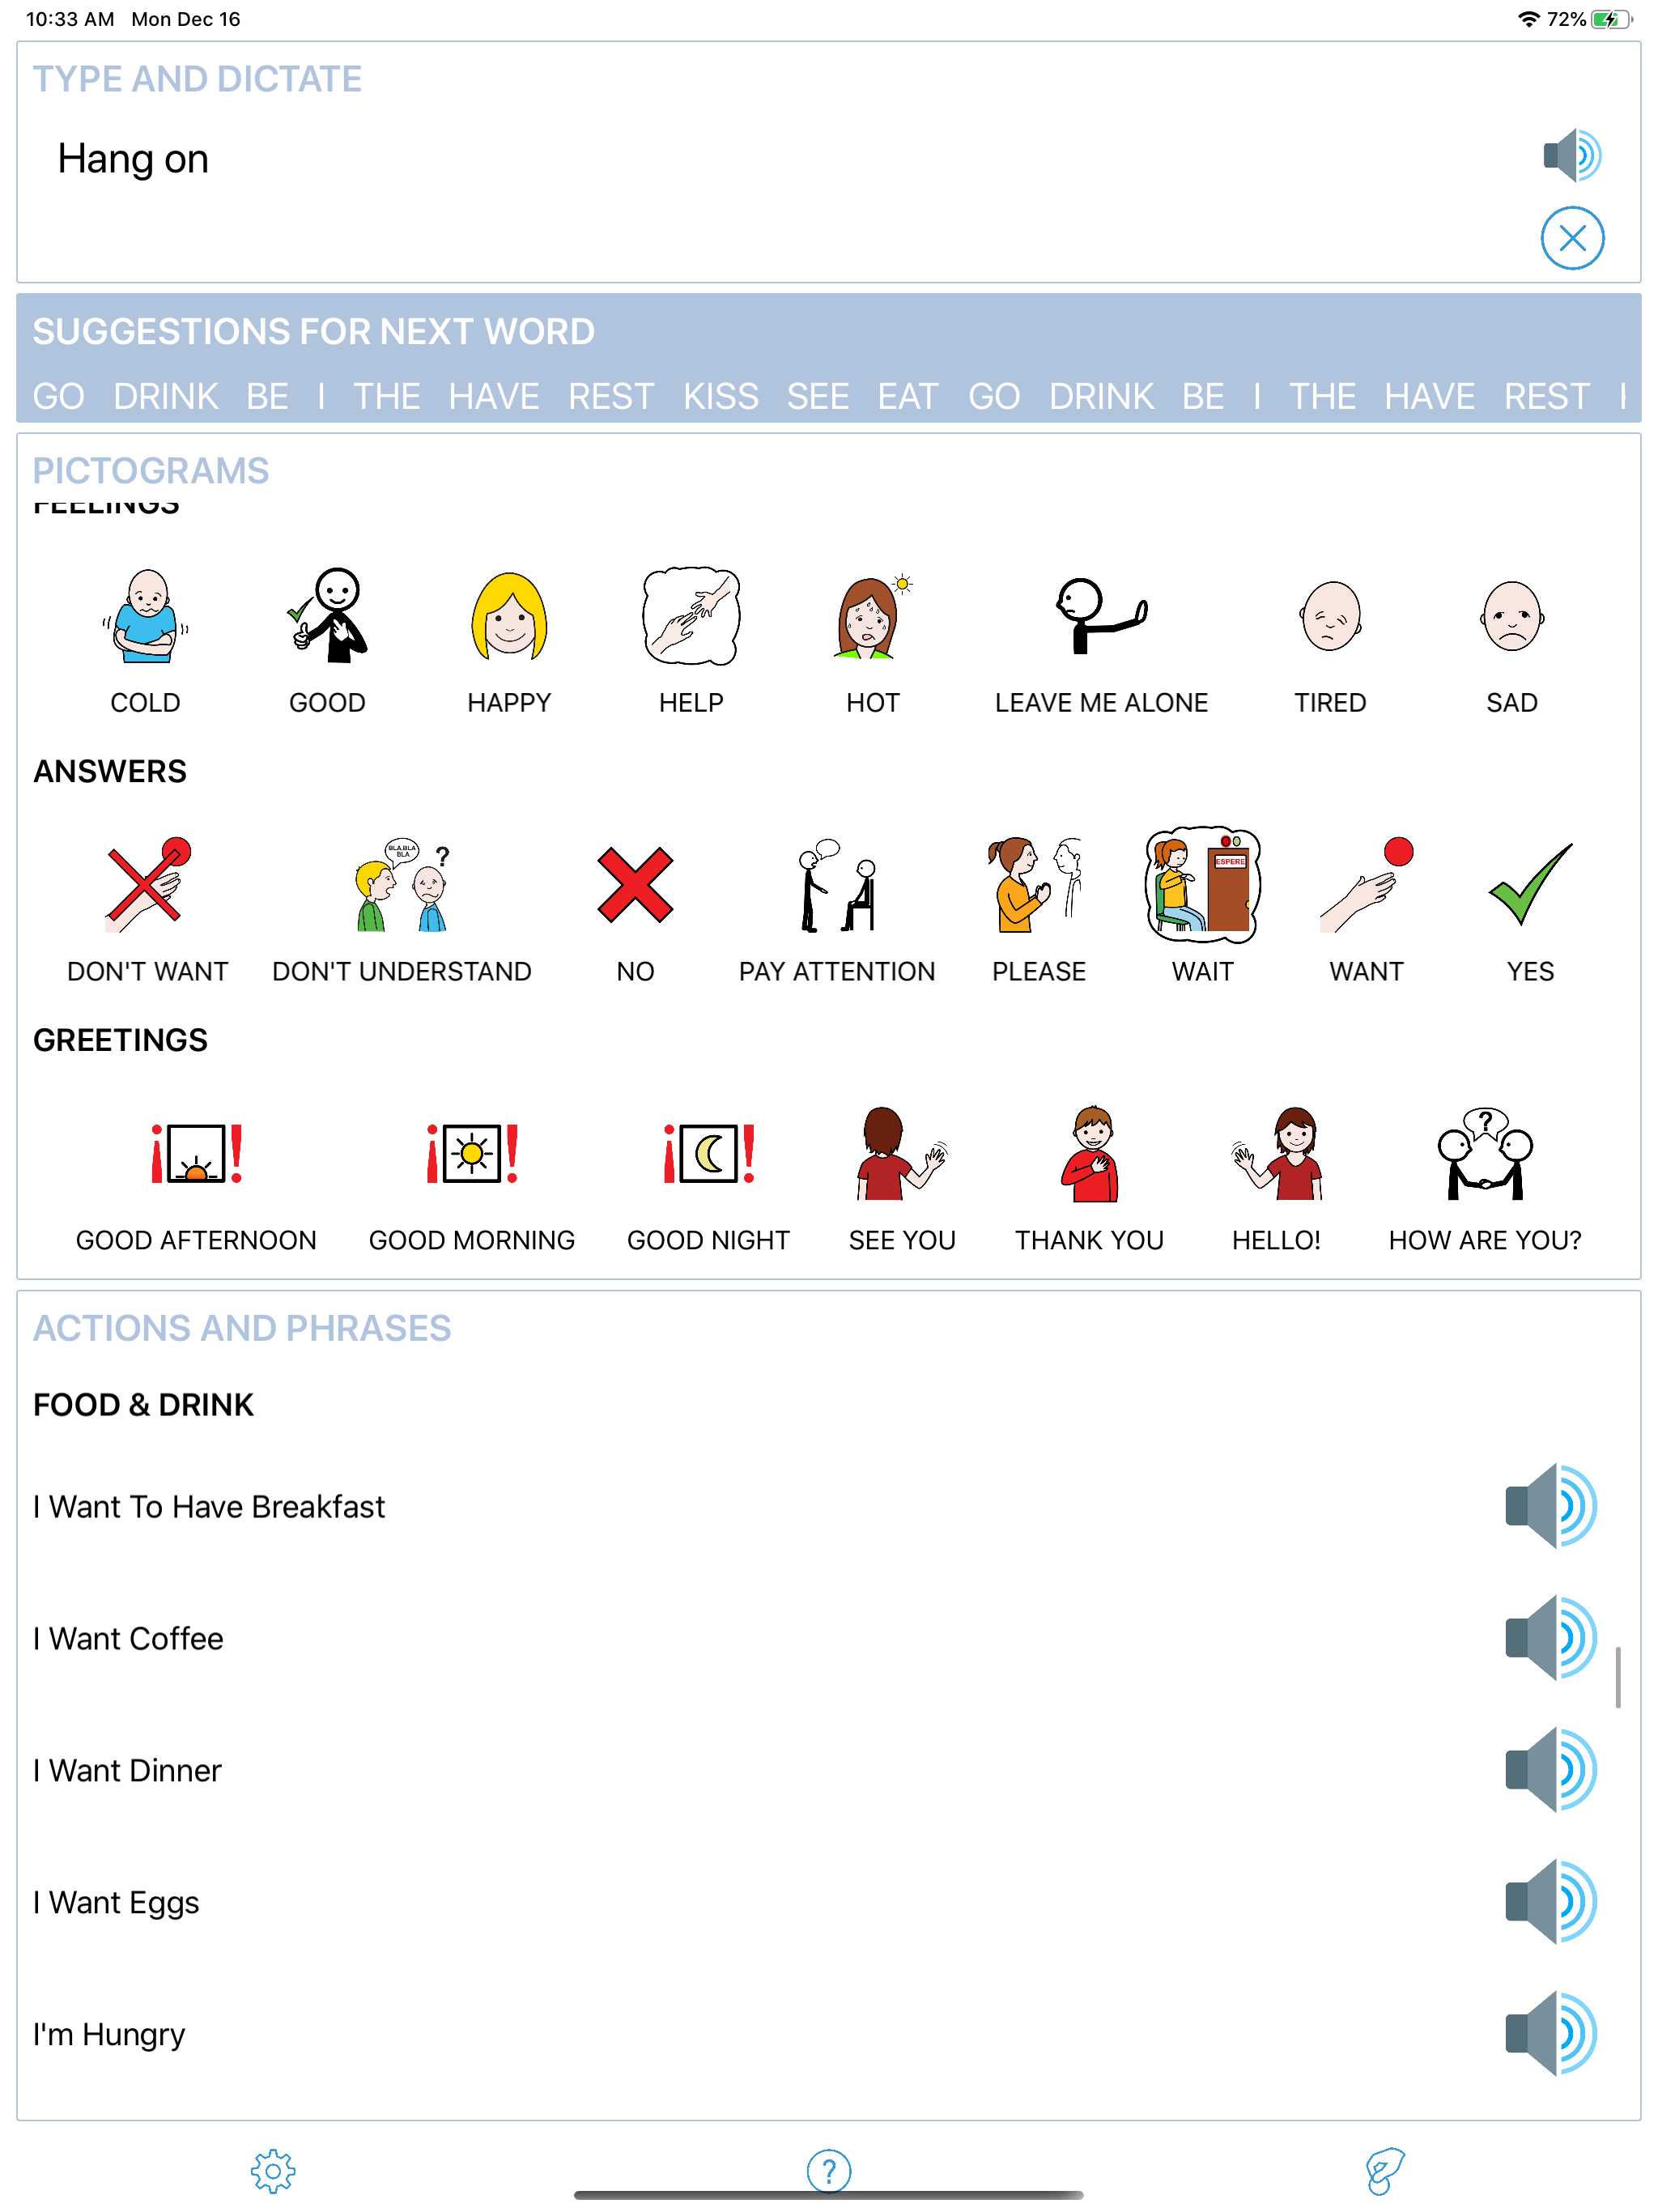 10:33 AM Mon Dec 16 72%
TYPE AND DICTATE
Hang on
SUGGESTIONS FOR NEXT WORD
GO DRINK BE I THE HAVE REST KISS SEE EAT GO DRINK BE I THE HAVE REST
PICTOGRAMS
FEELINGS
COLD GOOD HAPPY HELP HOT LEAVE ME ALONE TIRED SAD
ANSWERS
BLA,BLA
BLA
?
ESPERE
DON'T WANT DON'T UNDERSTAND NO PAY ATTENTION PLEASE WAIT WANT YES
GREETINGS
¡ ! ¡ ! ¡ ! ?
GOOD AFTERNOON GOOD MORNING GOOD NIGHT SEE YOU THANK YOU HELLO! HOW ARE YOU?
ACTIONS AND PHRASES
FOOD & DRINK
I Want To Have Breakfast
I Want Coffee
I Want Dinner
I Want Eggs
I'm Hungry
?